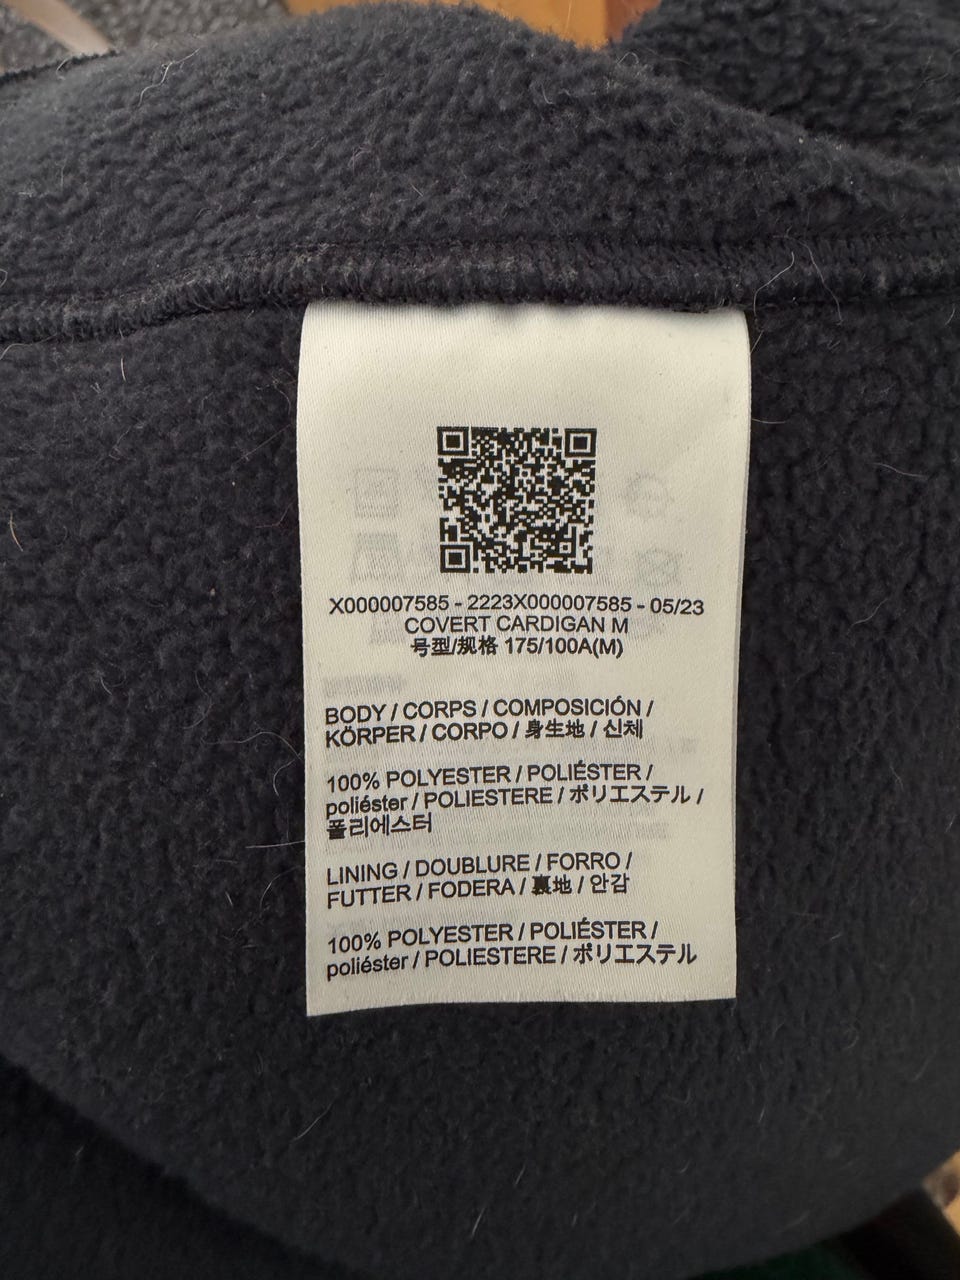 X000007585 - 2223X000007585 - 05/23
COVERT CARDIGAN M
号型/规格 175/100A(M)
BODY / CORPS / COMPOSICIÓN /
KÖRPER / CORPO / 身生地 / 신체
100% POLYESTER / POLIÉSTER /
poliéster / POLIESTERE / ポリエステル /
폴리에스터
LINING / DOUBLURE / FORRO /
FUTTER / FODERA / 裏地 / 안감
100% POLYESTER / POLIÉSTER /
poliéster / POLIESTERE / ポリエステル